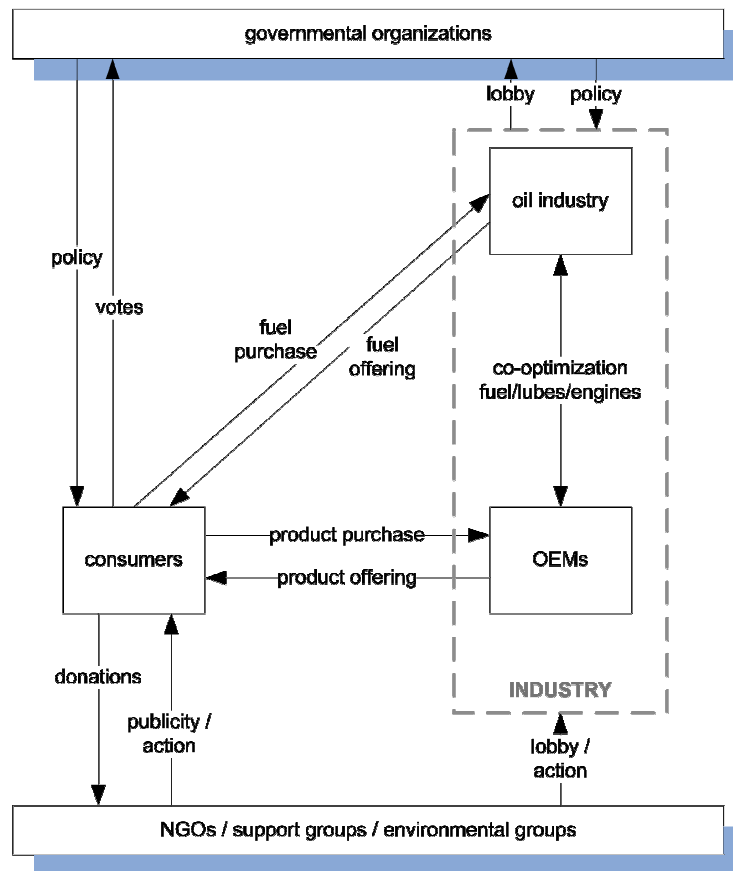 governmental organizations
lobby
policy
oil industry
policy
votes
fuel
purchase
fuel
offering
co-optimization
fuel/lubes/engines
product purchase
consumers
OEMs
product offering
donations
INDUSTRY
publicity /
action
lobby /
action
NGOs / support groups / environmental groups